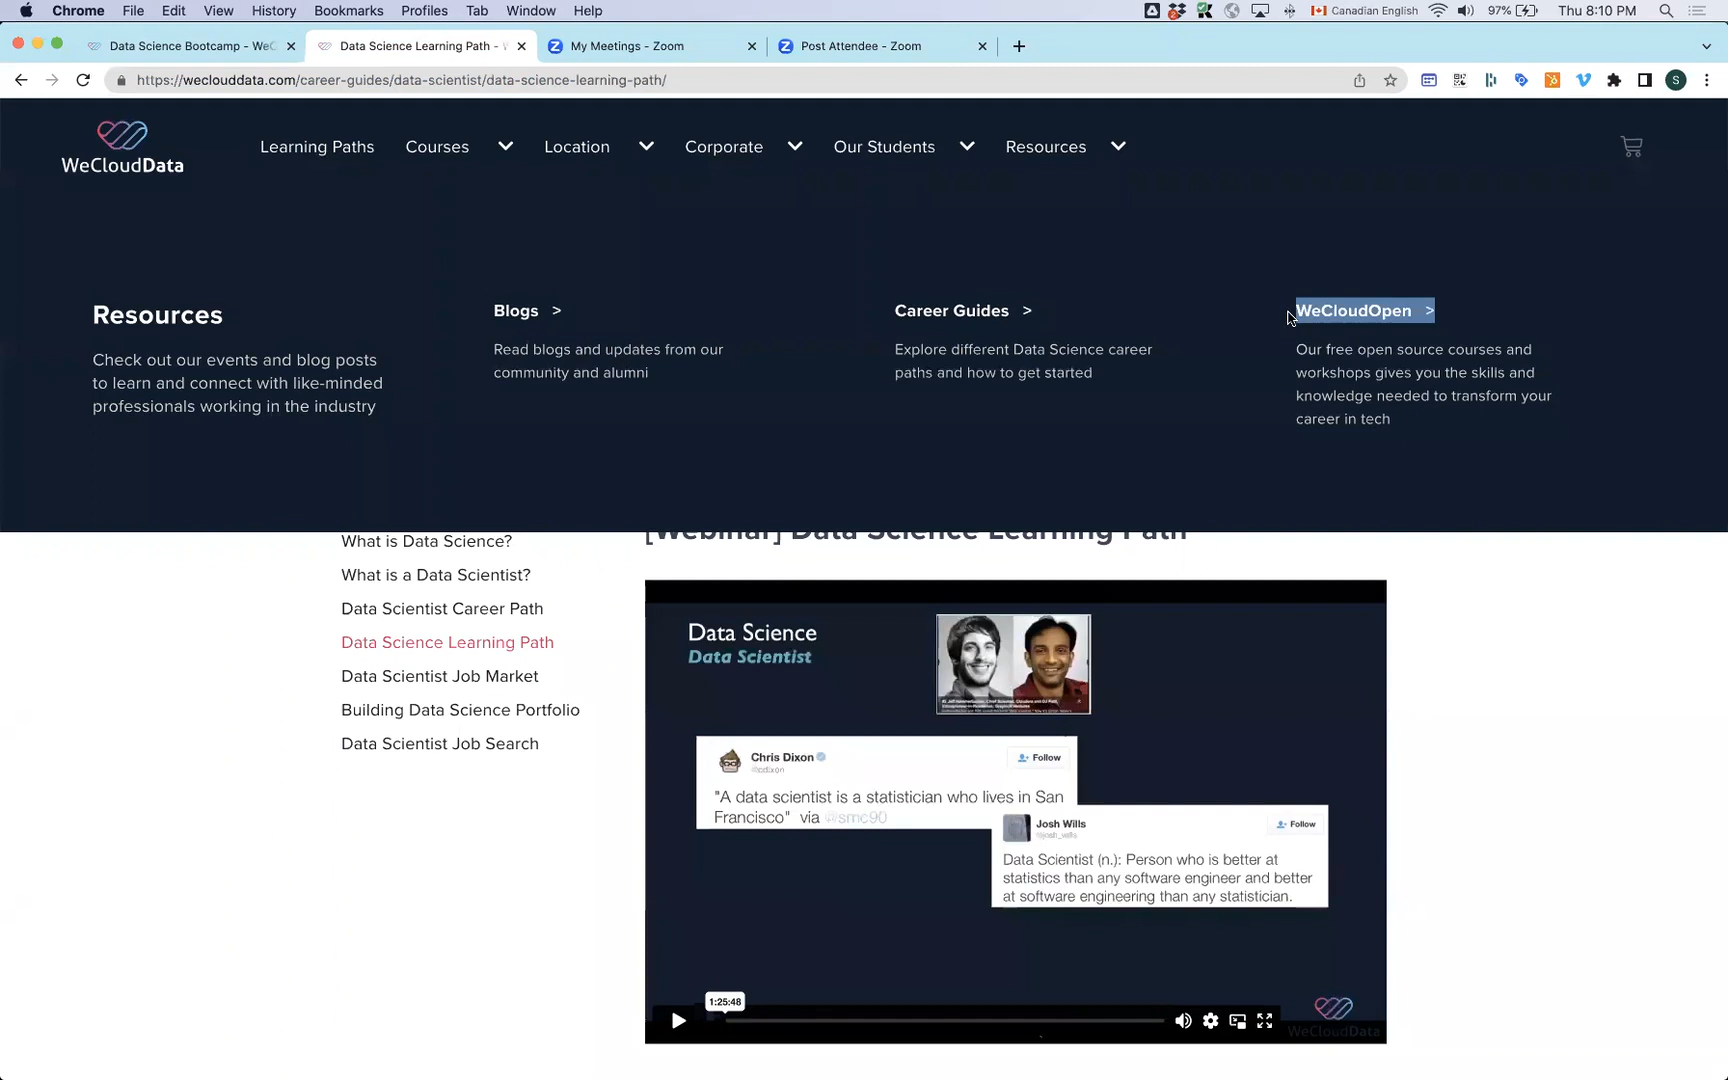 Chrome File Edit View History Bookmarks Profiles Tab Window Help Canadian English 97% Thu 8:10 PM
Data Science Bootcamp - WeC Data Science Learning Path - My Meetings - Zoom Post Attendee - Zoom
https://weclouddata.com/career-guides/data-scientist/data-science-learning-path/
S
WeCloudData
Learning Paths Courses Location Corporate Our Students Resources
Resources
Check out our events and blog posts
to learn and connect with like-minded
professionals working in the industry
Blogs >
Read blogs and updates from our
community and alumni
Career Guides >
Explore different Data Science career
paths and how to get started
WeCloudOpen >
Our free open source courses and
workshops gives you the skills and
knowledge needed to transform your
career in tech
What is Data Science?
What is a Data Scientist?
Data Scientist Career Path
Data Science Learning Path
Data Scientist Job Market
Building Data Science Portfolio
Data Scientist Job Search
[Webinar] Data Science Learning Path
Data Science
Data Scientist
Chris Dixon
@cdixon
Follow
"A data scientist is a statistician who lives in San
Francisco" via @smc90
Josh Wills
@josh_wills
Follow
Data Scientist (n.): Person who is better at
statistics than any software engineer and better
at software engineering than any statistician.
1:25:48
WeCloudData